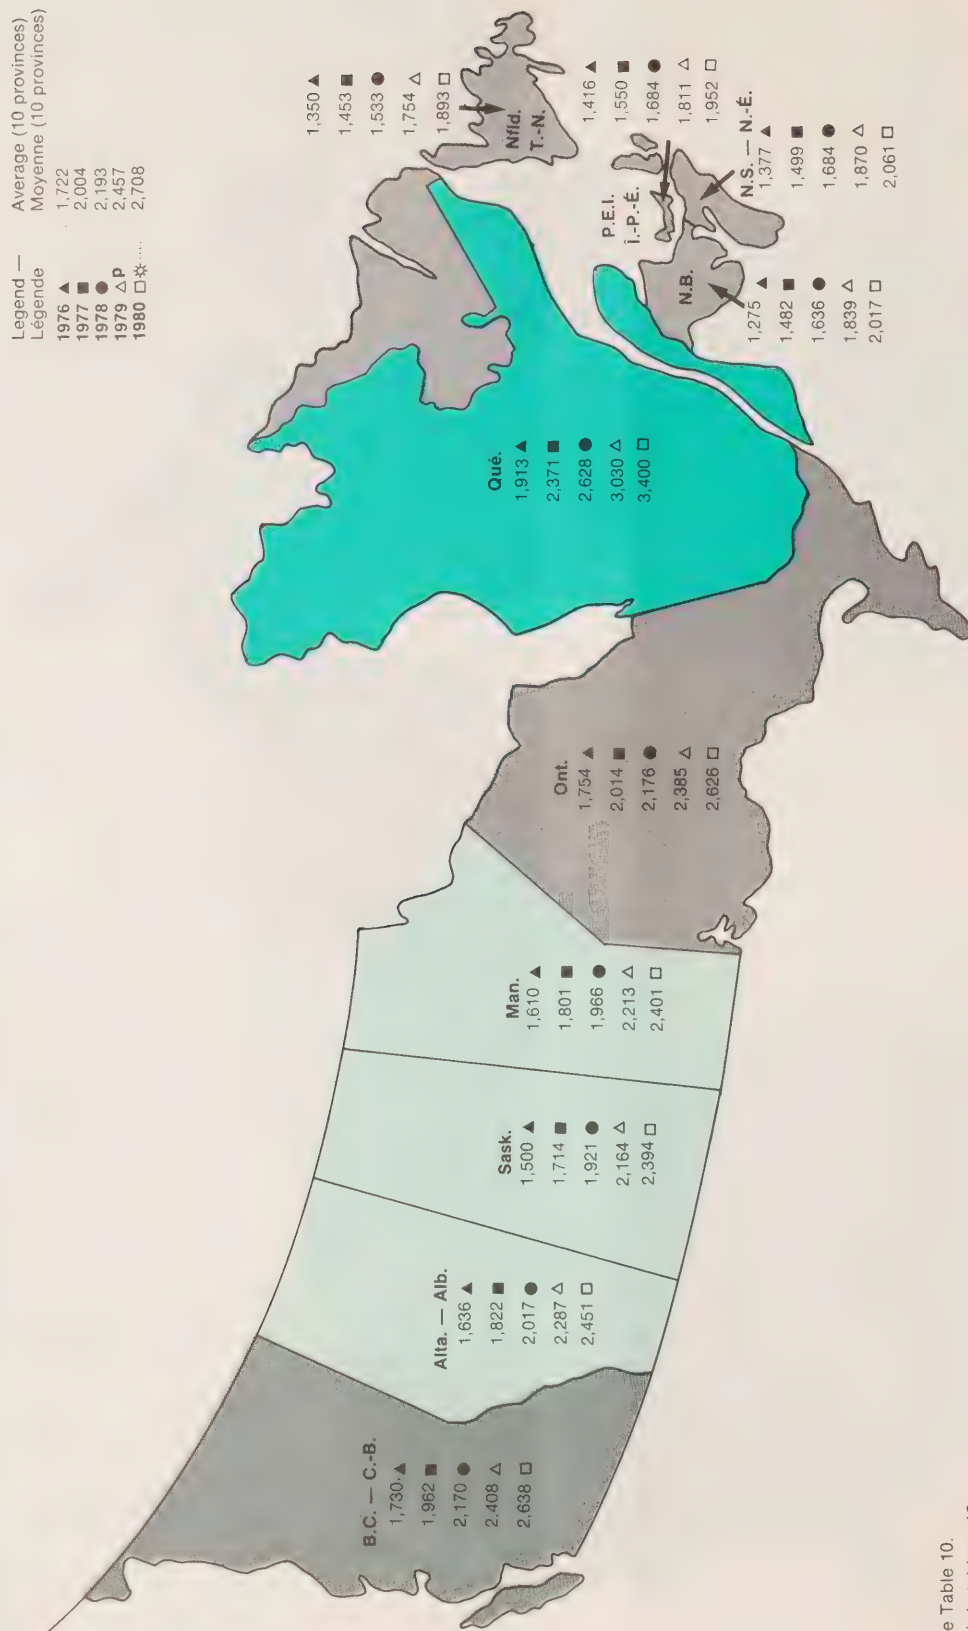 Legend — Average (10 provinces)
Légende Moyenne (10 provinces)
1976 ▲ 1,722
1977 ■ 2,004
1978 ● 2,193
1979 △ p 2,457
1980 □☼.... 2,708
1,350 ▲
1,453 ■
1,533 ●
1,754 △
1,893 □
Nfld.
T.-N.
1,416 ▲
1,550 ■
1,684 ●
1,811 △
1,952 □
P.E.I.
Î.-P.-É.
N.S. — N.-É.
1,377 ▲
1,499 ■
1,684 ●
1,870 △
2,061 □
N.B.
1,275 ▲
1,482 ■
1,636 ●
1,839 △
2,017 □
Qué.
1,913 ▲
2,371 ■
2,628 ●
3,030 △
3,400 □
Ont.
1,754 ▲
2,014 ■
2,176 ●
2,385 △
2,626 □
Man.
1,610 ▲
1,801 ■
1,966 ●
2,213 △
2,401 □
Sask.
1,500 ▲
1,714 ■
1,921 ●
2,164 △
2,394 □
Alta. — Alb.
1,636 ▲
1,822 ■
2,017 ●
2,287 △
2,451 □
B.C. — C.-B.
1,730 ▲
1,962 ■
2,170 ●
2,408 △
2,638 □
e Table 10.